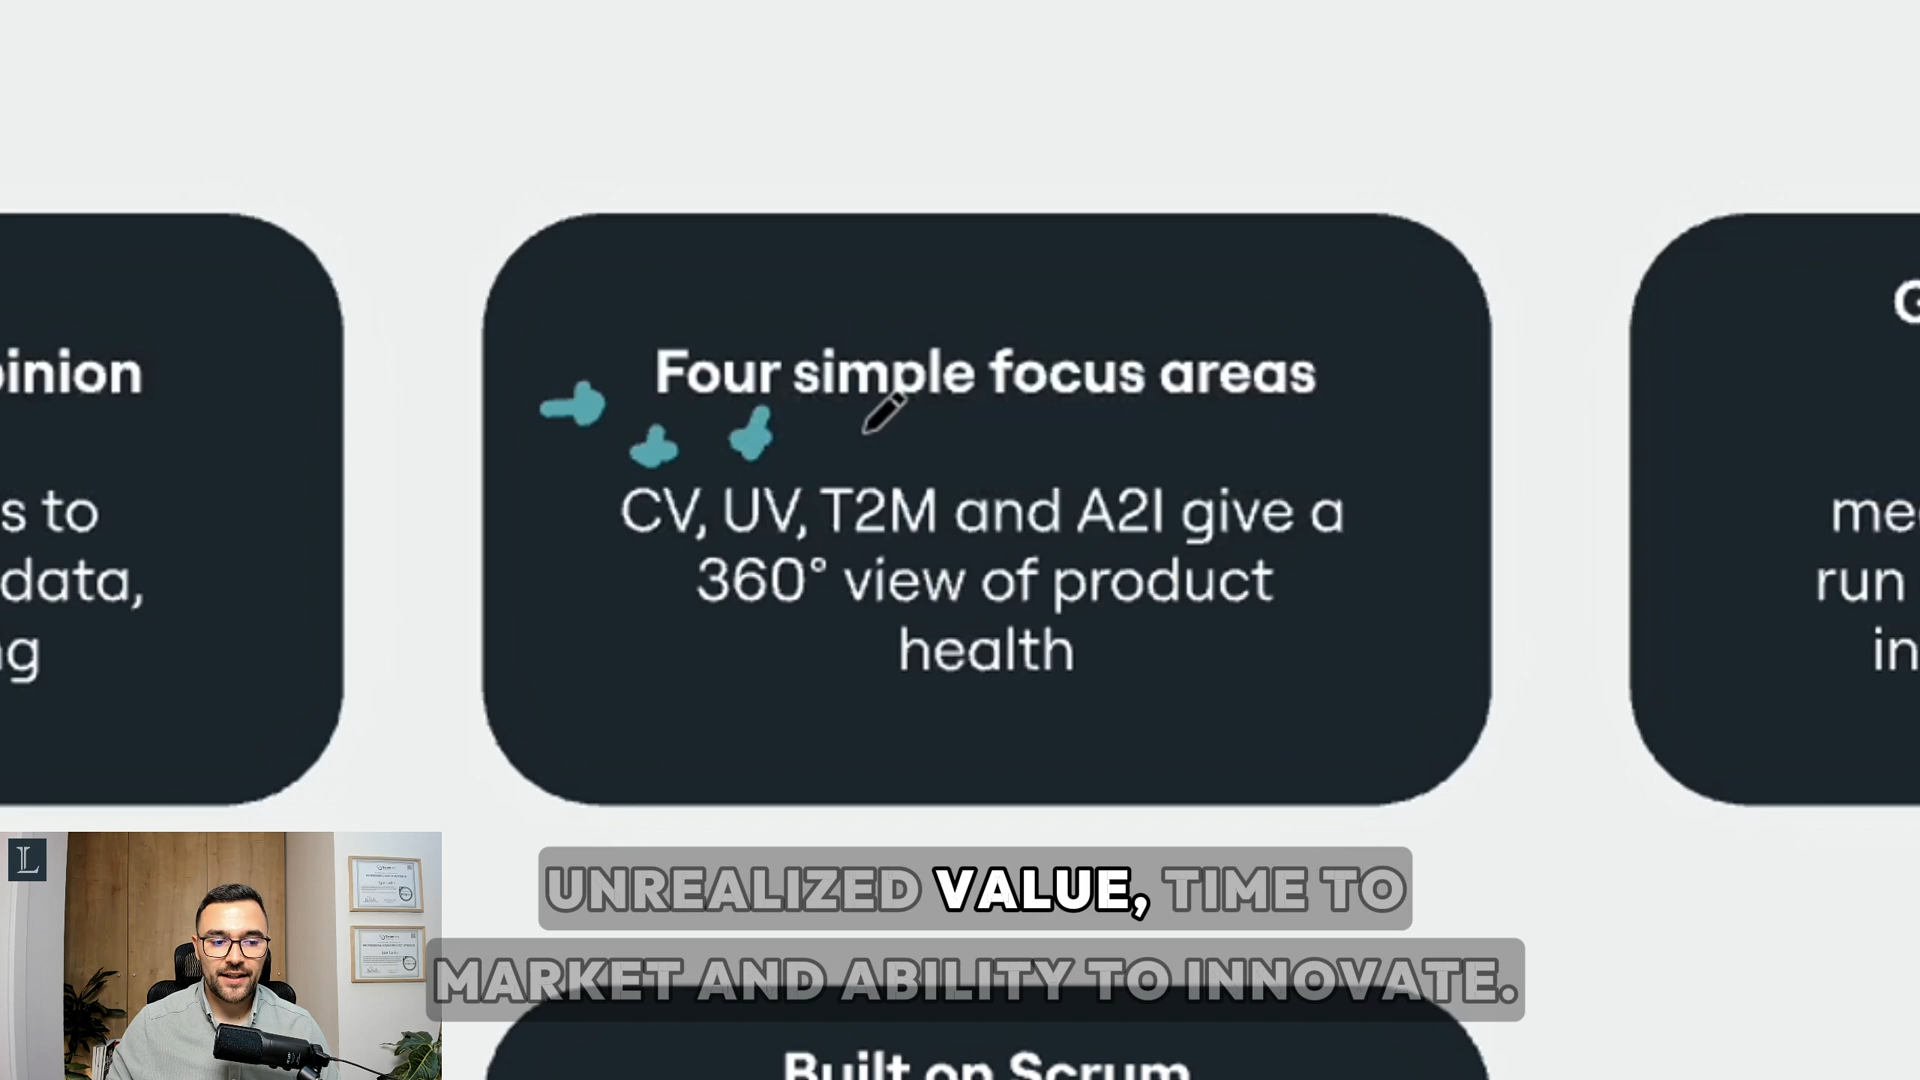 pinion
s to
data,
Four simple focus areas
CV, UV, T2M and A2I give a
360° view of product
health
run
in
L
UNREALIZED VALUE, TIME TO
MARKET AND ABILITY TO INNOVATE.
Built on Scrum